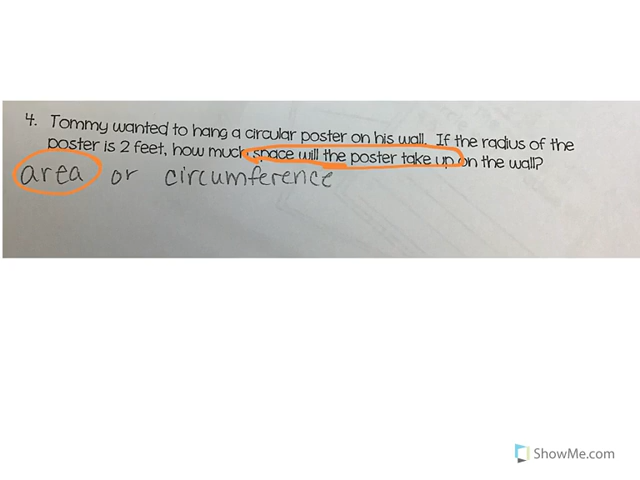 4. Tommy wanted to hang a circular poster on his wall. If the radius of the
poster is 2 feet, how much space will the poster take up on the wall?
area or circumference
ShowMe.com